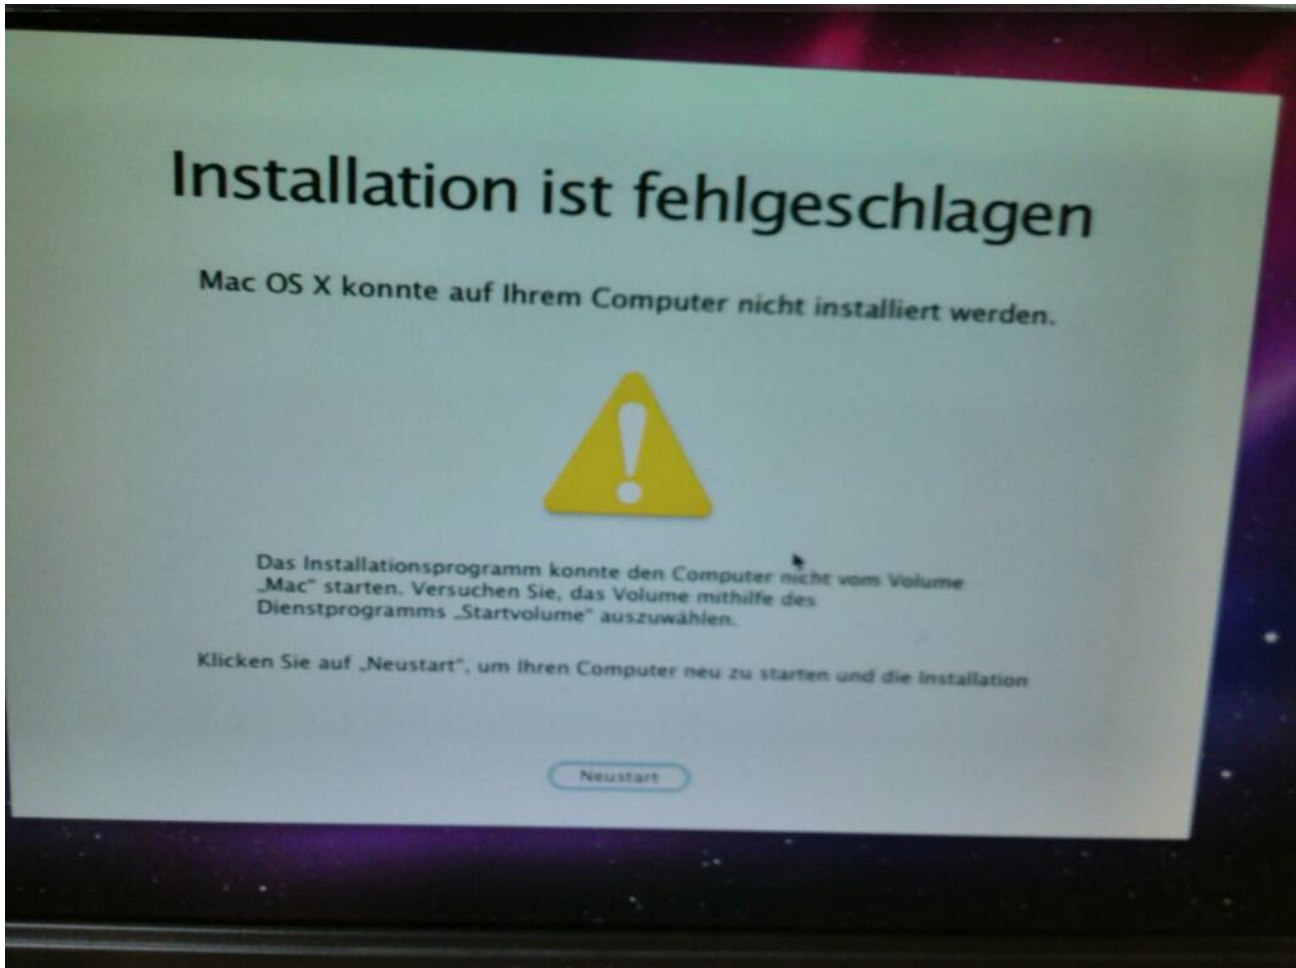 Installation ist fehlgeschlagen
Mac OS X konnte auf Ihrem Computer nicht installiert werden.
Das Installationsprogramm konnte den Computer nicht vom Volume
„Mac“ starten. Versuchen Sie, das Volume mithilfe des
Dienstprogramms „Startvolume“ auszuwählen.
Klicken Sie auf „Neustart“, um Ihren Computer neu zu starten und die Installation
Neustart